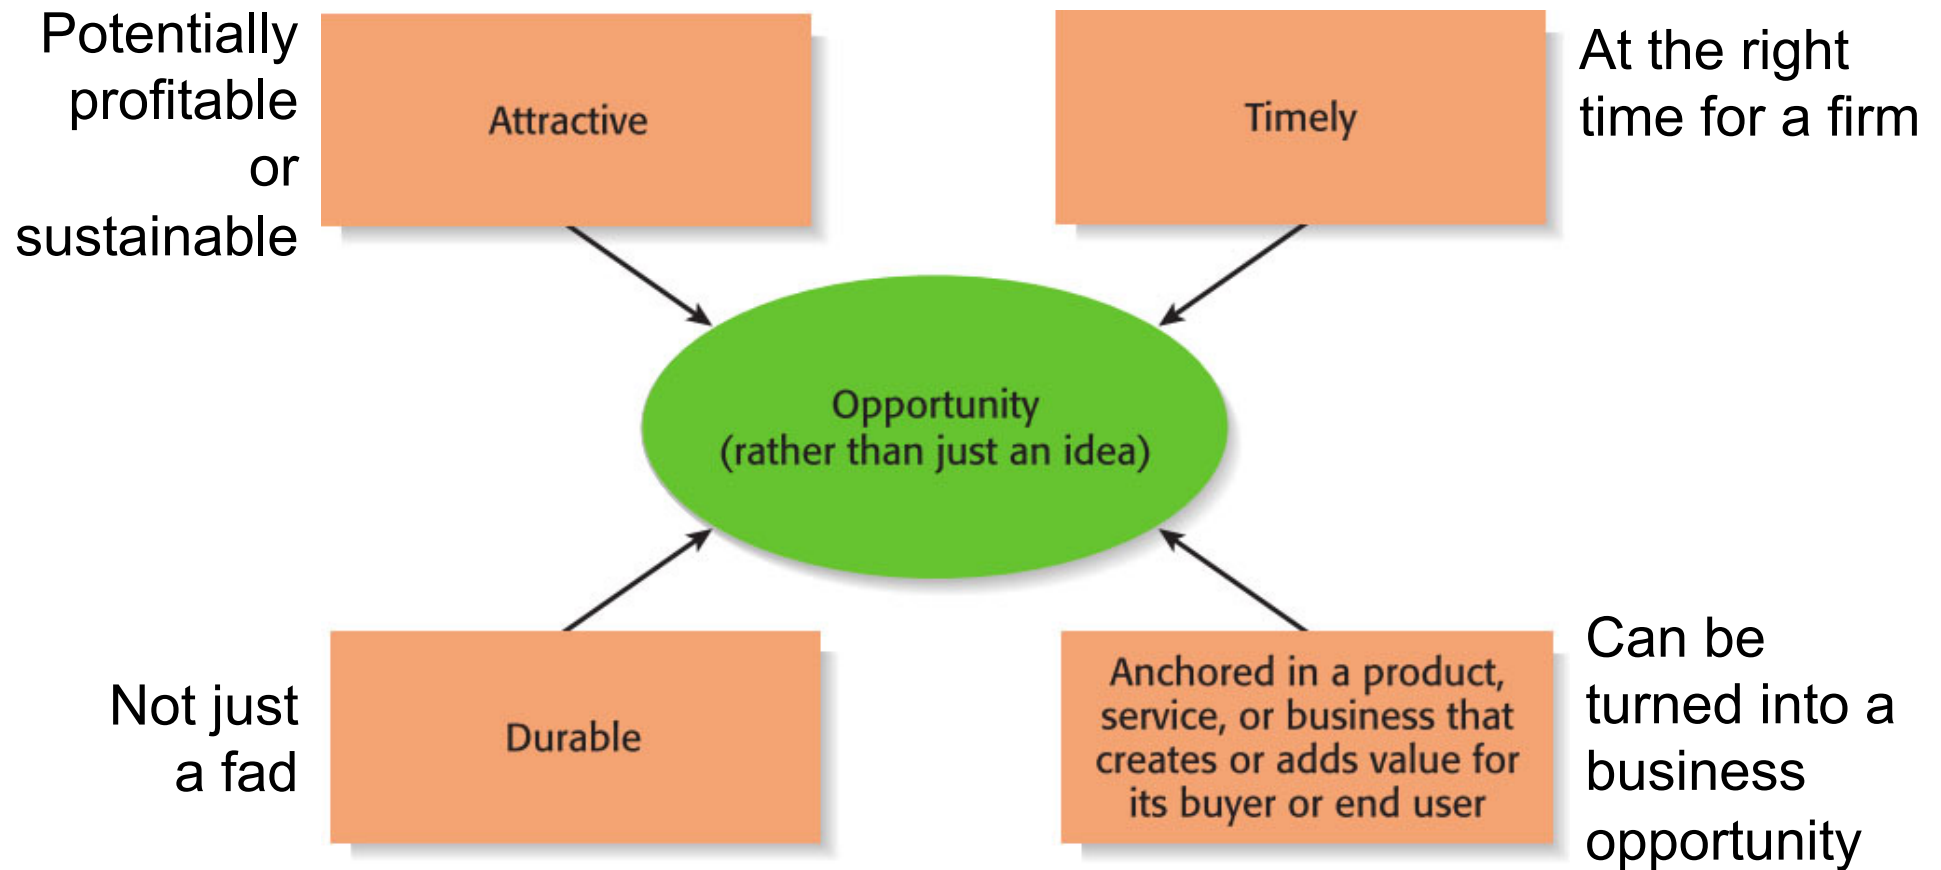 Potentially
profitable
or
sustainable
Attractive
Timely
At the right
time for a firm
Opportunity
(rather than just an idea)
Not just
a fad
Durable
Anchored in a product,
service, or business that
creates or adds value for
its buyer or end user
Can be
turned into a
business
opportunity